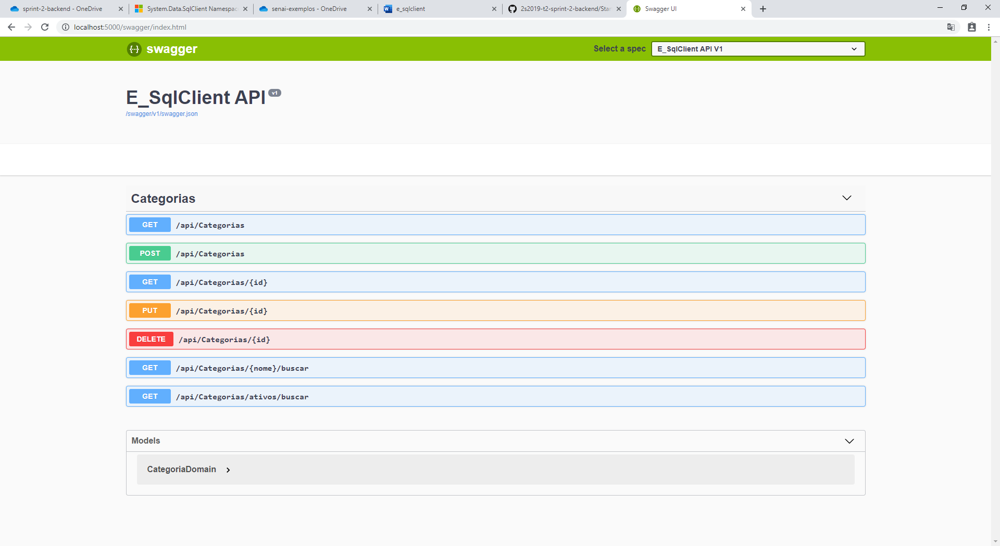 sprint-2-backend - OneDrive
System.Data.SqlClient Namespac
senai-exemplos - OneDrive
e_sqlclient
2s2019-t2-sprint-2-backend/Star
Swagger UI
localhost:5000/swagger/index.html
{··} swagger
Select a spec
E_SqlClient API V1
E_SqlClient API v1
/swagger/v1/swagger.json
Categorias
GET /api/Categorias
POST /api/Categorias
GET /api/Categorias/{id}
PUT /api/Categorias/{id}
DELETE /api/Categorias/{id}
GET /api/Categorias/{nome}/buscar
GET /api/Categorias/ativos/buscar
Models
CategoriaDomain